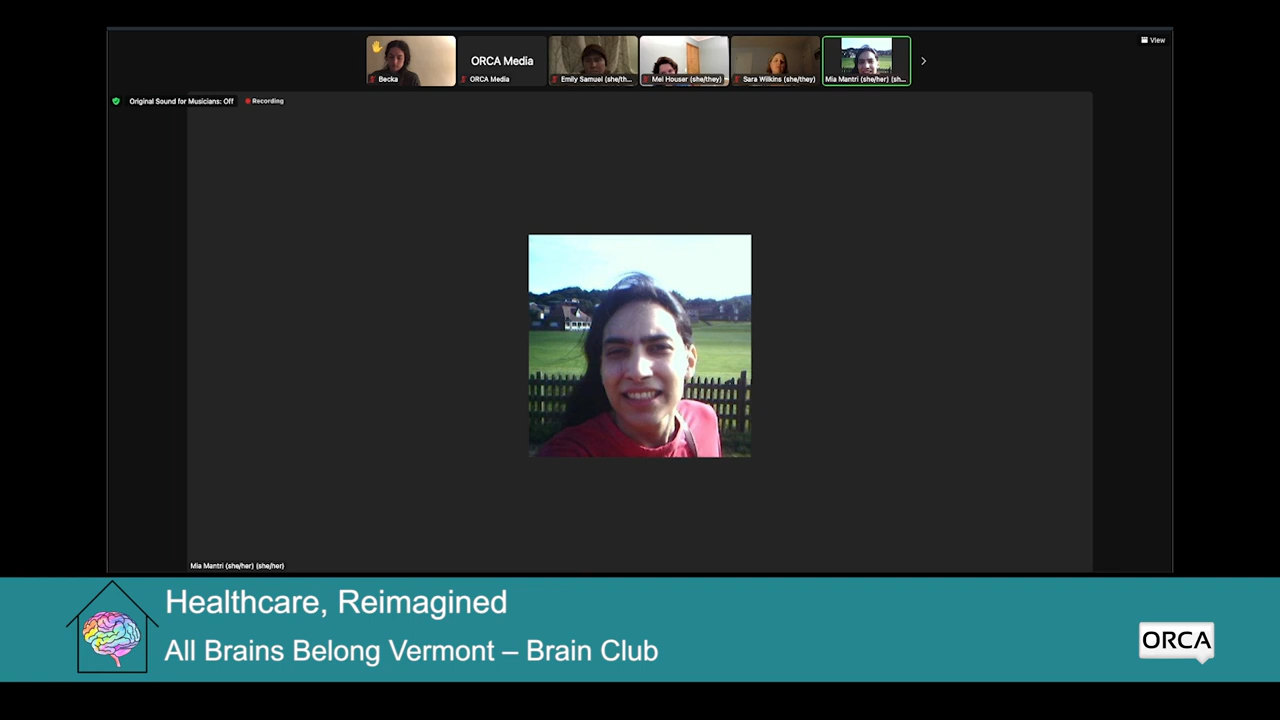 View
Becka
ORCA Media
ORCA Media
Emily Samuel (she/th...
Mel Houser (she/they)
Sara Wilkins (she/they)
Mia Mantri (she/her) (sh...
Original Sound for Musicians: Off
Recording
Mia Mantri (she/her) (she/her)
Healthcare, Reimagined
All Brains Belong Vermont – Brain Club
ORCA